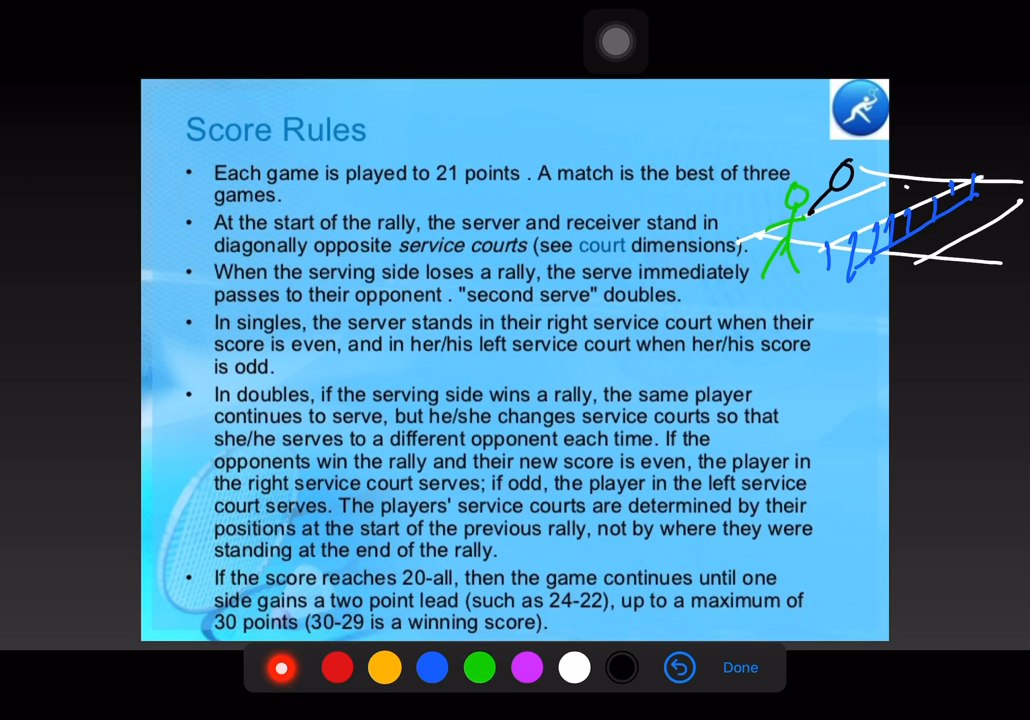 Score Rules
• Each game is played to 21 points . A match is the best of three
games.
• At the start of the rally, the server and receiver stand in
diagonally opposite service courts (see court dimensions).
• When the serving side loses a rally, the serve immediately
passes to their opponent . "second serve" doubles.
• In singles, the server stands in their right service court when their
score is even, and in her/his left service court when her/his score
is odd.
• In doubles, if the serving side wins a rally, the same player
continues to serve, but he/she changes service courts so that
she/he serves to a different opponent each time. If the
opponents win the rally and their new score is even, the player in
the right service court serves; if odd, the player in the left service
court serves. The players' service courts are determined by their
positions at the start of the previous rally, not by where they were
standing at the end of the rally.
• If the score reaches 20-all, then the game continues until one
side gains a two point lead (such as 24-22), up to a maximum of
30 points (30-29 is a winning score).
Done